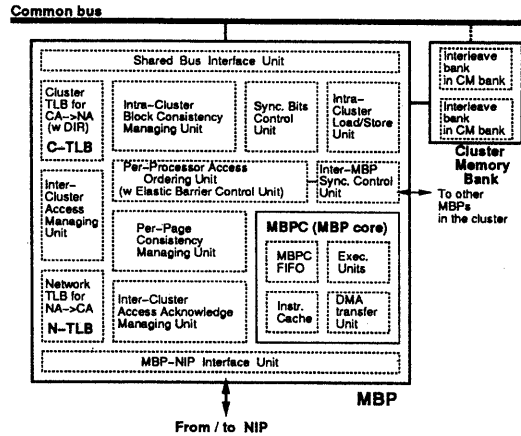 Common bus
Shared Bus Interface Unit
Cluster
TLB for
CA->NA
(w DIR)
C-TLB
Intra-Cluster
Block Consistency
Managing Unit
Sync. Bits
Control
Unit
Intra-
Cluster
Load/Store
Unit
Interleave
bank
in CM bank
Interleave
bank
in CM bank
Cluster
Memory
Bank
Per-Processor Access
Ordering Unit
(w Elastic Barrier Control Unit)
Inter-MBP
Sync. Control
Unit
To other
MBPs
in the cluster
Inter-
Cluster
Access
Managing
Unit
Per-Page
Consistency
Managing Unit
MBPC (MBP core)
MBPC
FIFO
Exec.
Units
Instr.
Cache
DMA
transfer
Unit
Network
TLB for
NA->CA
N-TLB
Inter-Cluster
Access Acknowledge
Managing Unit
MBP-NIP Interface Unit
MBP
From / to NIP